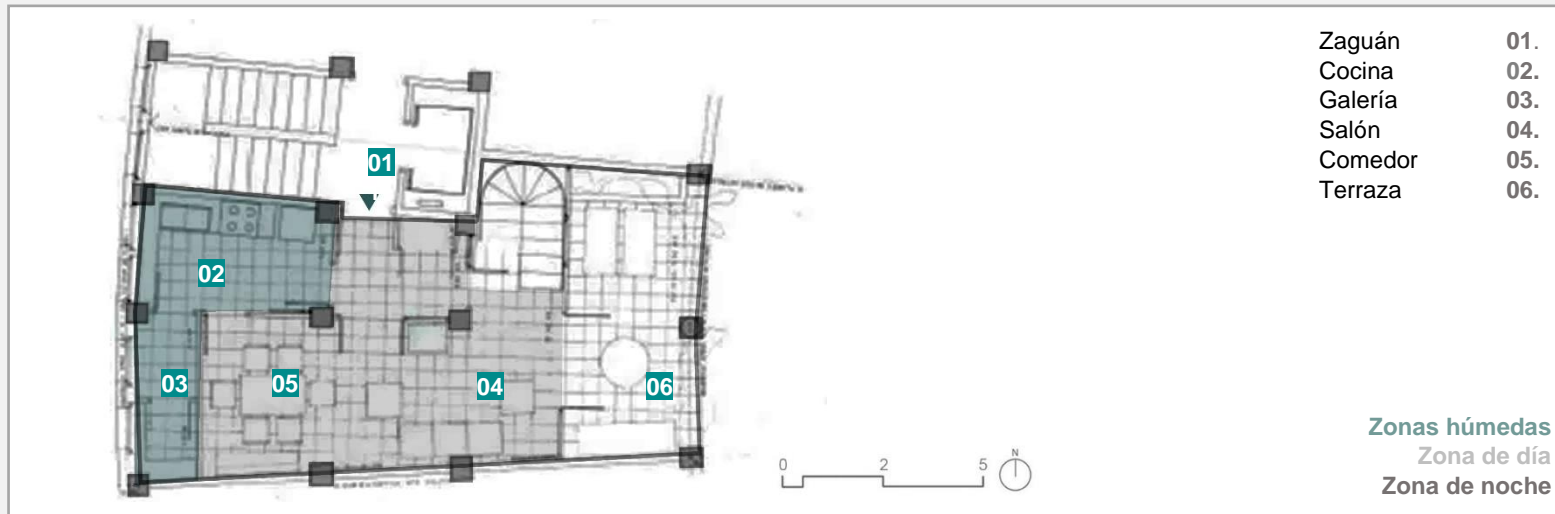 Zaguán 01.
Cocina 02.
Galería 03.
Salón 04.
Comedor 05.
Terraza 06.
01
02
03
05
04
06
0 2 5
N
Zonas húmedas
Zona de día
Zona de noche